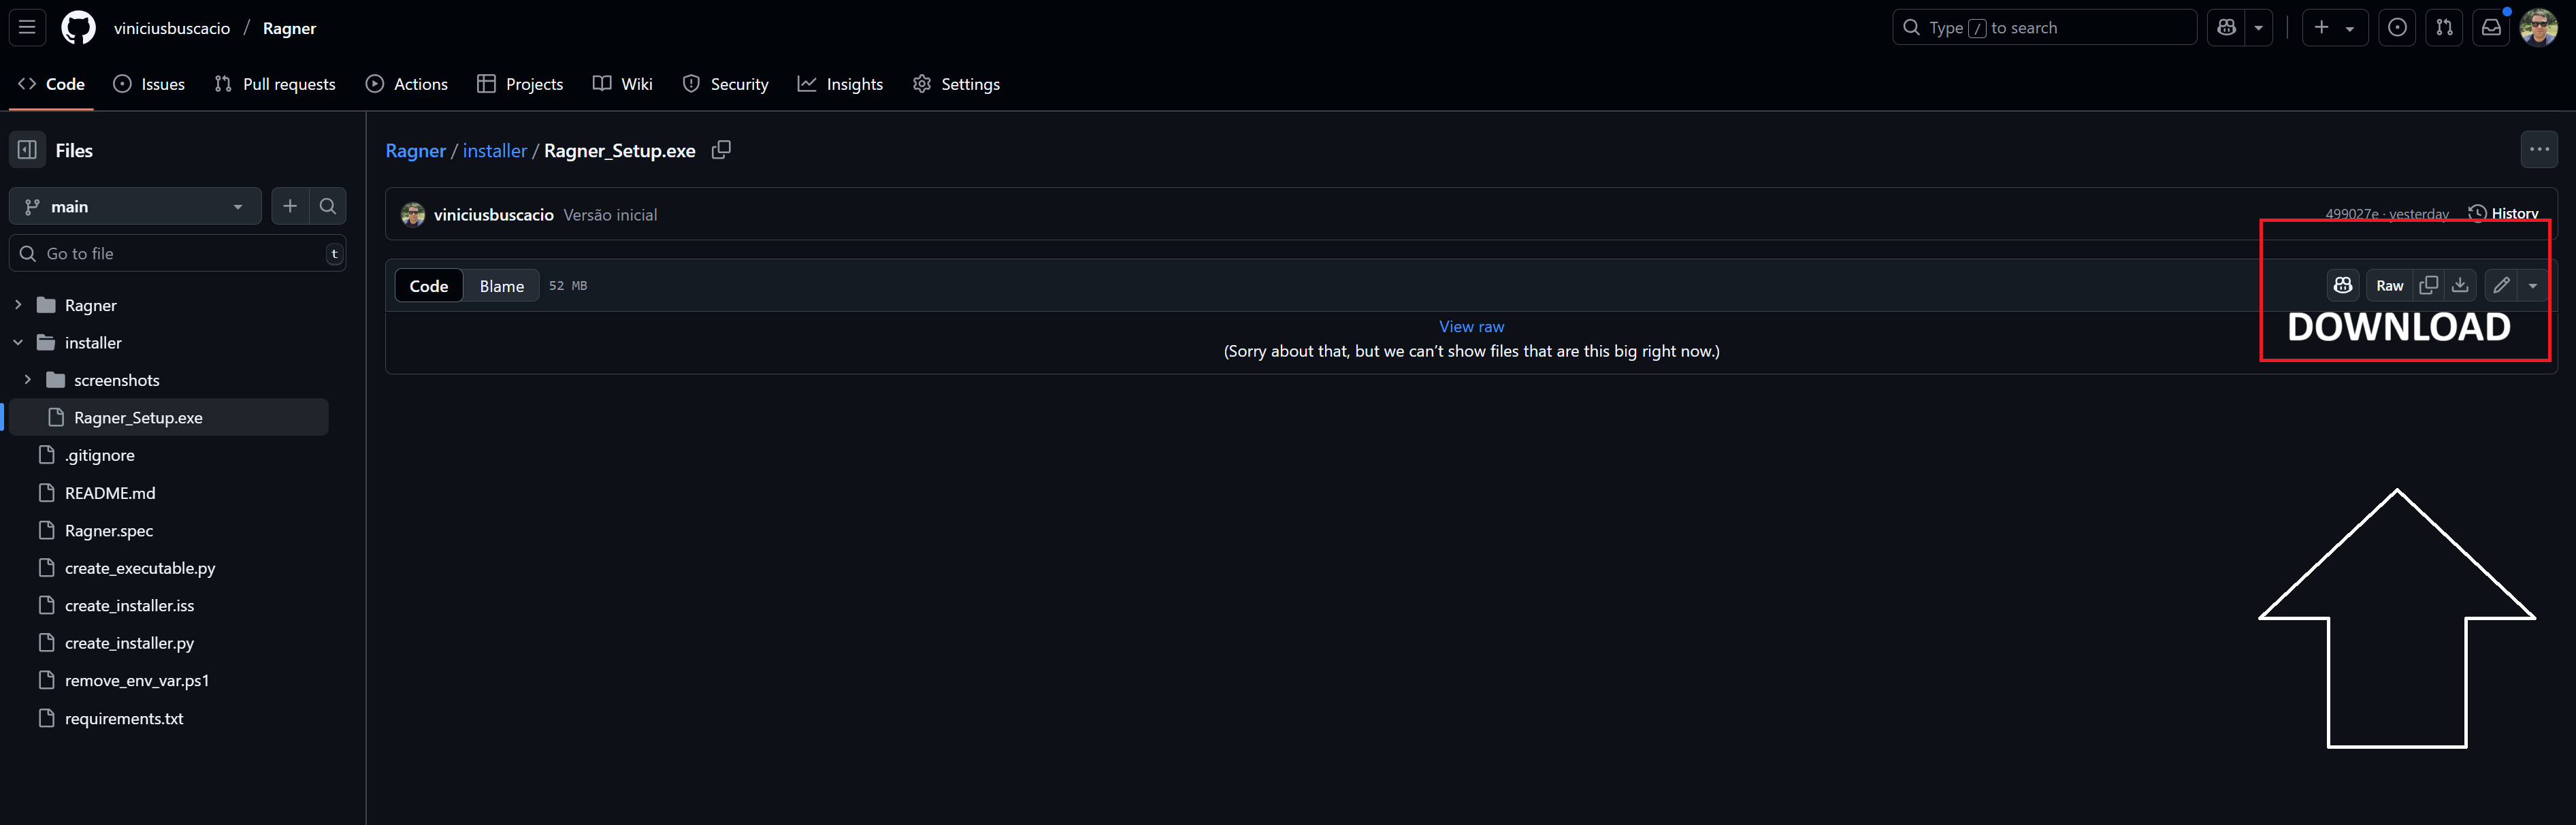 viniciusbuscacio / Ragner
Type / to search
Code Issues Pull requests Actions Projects Wiki Security Insights Settings
Files
main
Go to file t
Ragner
installer
screenshots
Ragner_Setup.exe
.gitignore
README.md
Ragner.spec
create_executable.py
create_installer.iss
create_installer.py
remove_env_var.ps1
requirements.txt
Ragner / installer / Ragner_Setup.exe
viniciusbuscacio Versão inicial
499027e · yesterday History
Code Blame 52 MB
Raw
View raw
(Sorry about that, but we can’t show files that are this big right now.)
DOWNLOAD